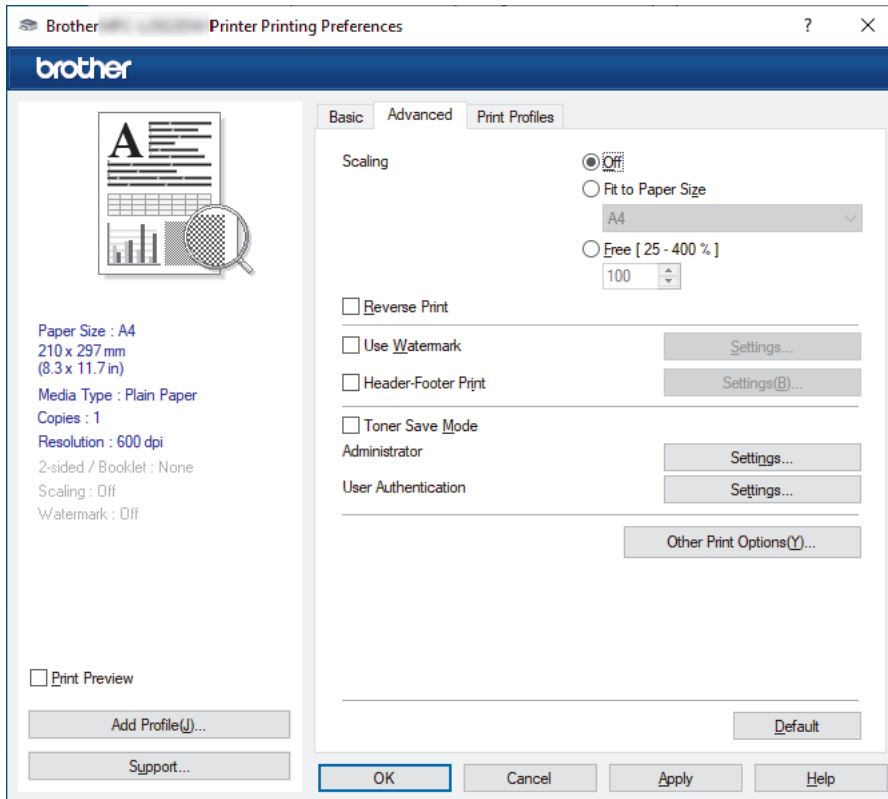 Brother Printer Printing Preferences
brother
A
Basic Advanced Print Profiles
Scaling
Off
Fit to Paper Size
A4
Free [ 25 - 400 % ]
100
Reverse Print
Use Watermark Settings...
Header-Footer Print Settings(B)...
Toner Save Mode
Administrator Settings...
User Authentication Settings...
Other Print Options(Y)...
Default
Paper Size : A4
210 x 297 mm
(8.3 x 11.7 in)
Media Type : Plain Paper
Copies : 1
Resolution : 600 dpi
2-sided / Booklet : None
Scaling : Off
Watermark : Off
Print Preview
Add Profile(J)...
Support...
OK Cancel Apply Help